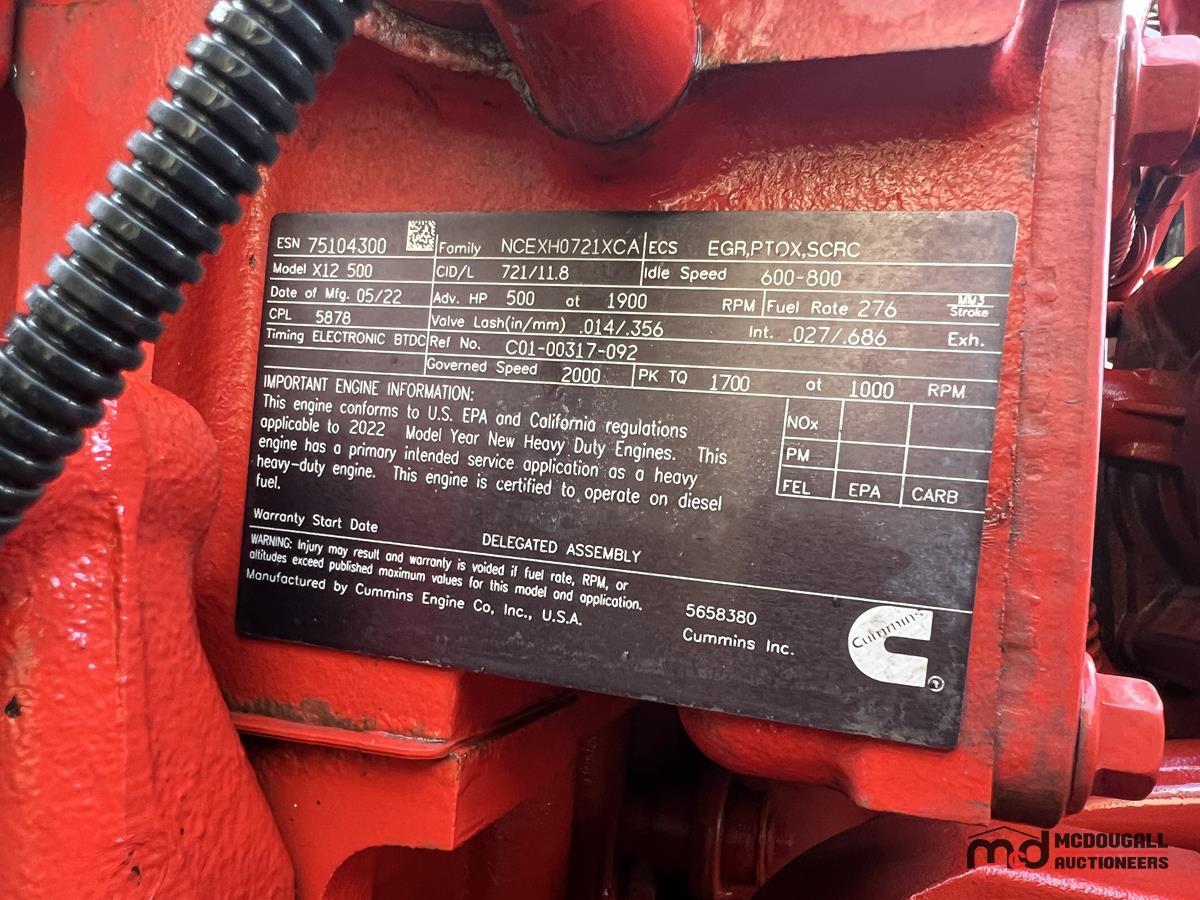 ESN 75104300 Family NCEXH0721XCA ECS EGR,PTOX,SCRC
Model X12 500 CID/L 721/11.8 Idle Speed 600-800
Date of Mfg. 05/22 Adv. HP 500 at 1900 RPM Fuel Rate 276 MM3 Stroke
CPL 5878 Valve Lash(in/mm) .014/.356 Int. .027/.686 Exh.
Timing ELECTRONIC BTDC Ref No. C01-00317-092
Governed Speed 2000 PK TQ 1700 at 1000 RPM
IMPORTANT ENGINE INFORMATION:
This engine conforms to U.S. EPA and California regulations
applicable to 2022 Model Year New Heavy Duty Engines. This
engine has a primary intended service application as a heavy
heavy-duty engine. This engine is certified to operate on diesel
fuel.
NOx
PM
FEL EPA CARB
Warranty Start Date
DELEGATED ASSEMBLY
WARNING: Injury may result and warranty is voided if fuel rate, RPM, or
altitudes exceed published maximum values for this model and application.
Manufactured by Cummins Engine Co, Inc., U.S.A.
5658380
Cummins Inc.
Cummins
®
m&d MCDOUGALL
AUCTIONEERS